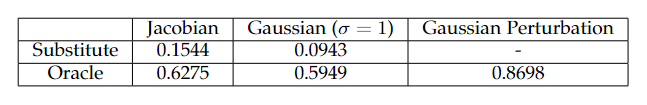 Jacobian Gaussian (σ = 1) Gaussian Perturbation
Substitute 0.1544 0.0943 -
Oracle 0.6275 0.5949 0.8698